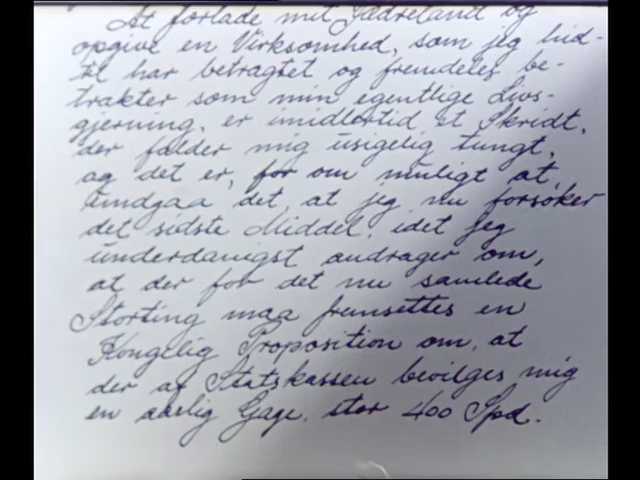 At forlade mit Fædreland og
opgive en Virksomhed, som jeg hid-
til har betragtet og fremdeles be-
trakter som min egentlige Livs-
gjerning, er imidlertid et Skridt,
der falder mig usigelig tungt,
og det er, for om muligt at
undgaa det, at jeg nu forsøker
det sidste Middel, idet jeg
underdanigst andrager om,
at der for det nu samlede
Storting maa fremsettes en
Kongelig Proposition om, at
der af Statskassen bevilges mig
en aarlig Gage, stor 400 Spd.